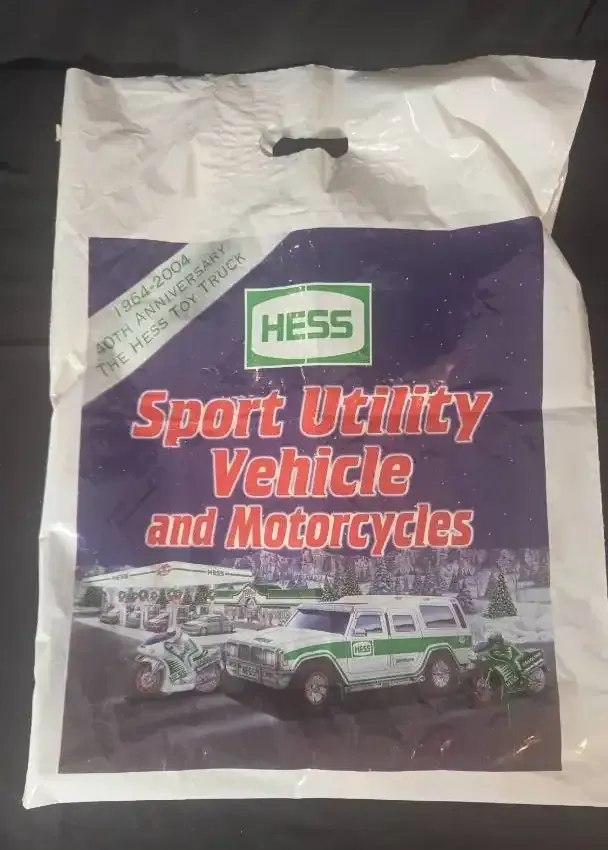 1964-2004
40TH ANNIVERSARY
THE HESS TOY TRUCK
HESS
Sport Utility
Vehicle
and Motorcycles
HESS
HESS
HESS